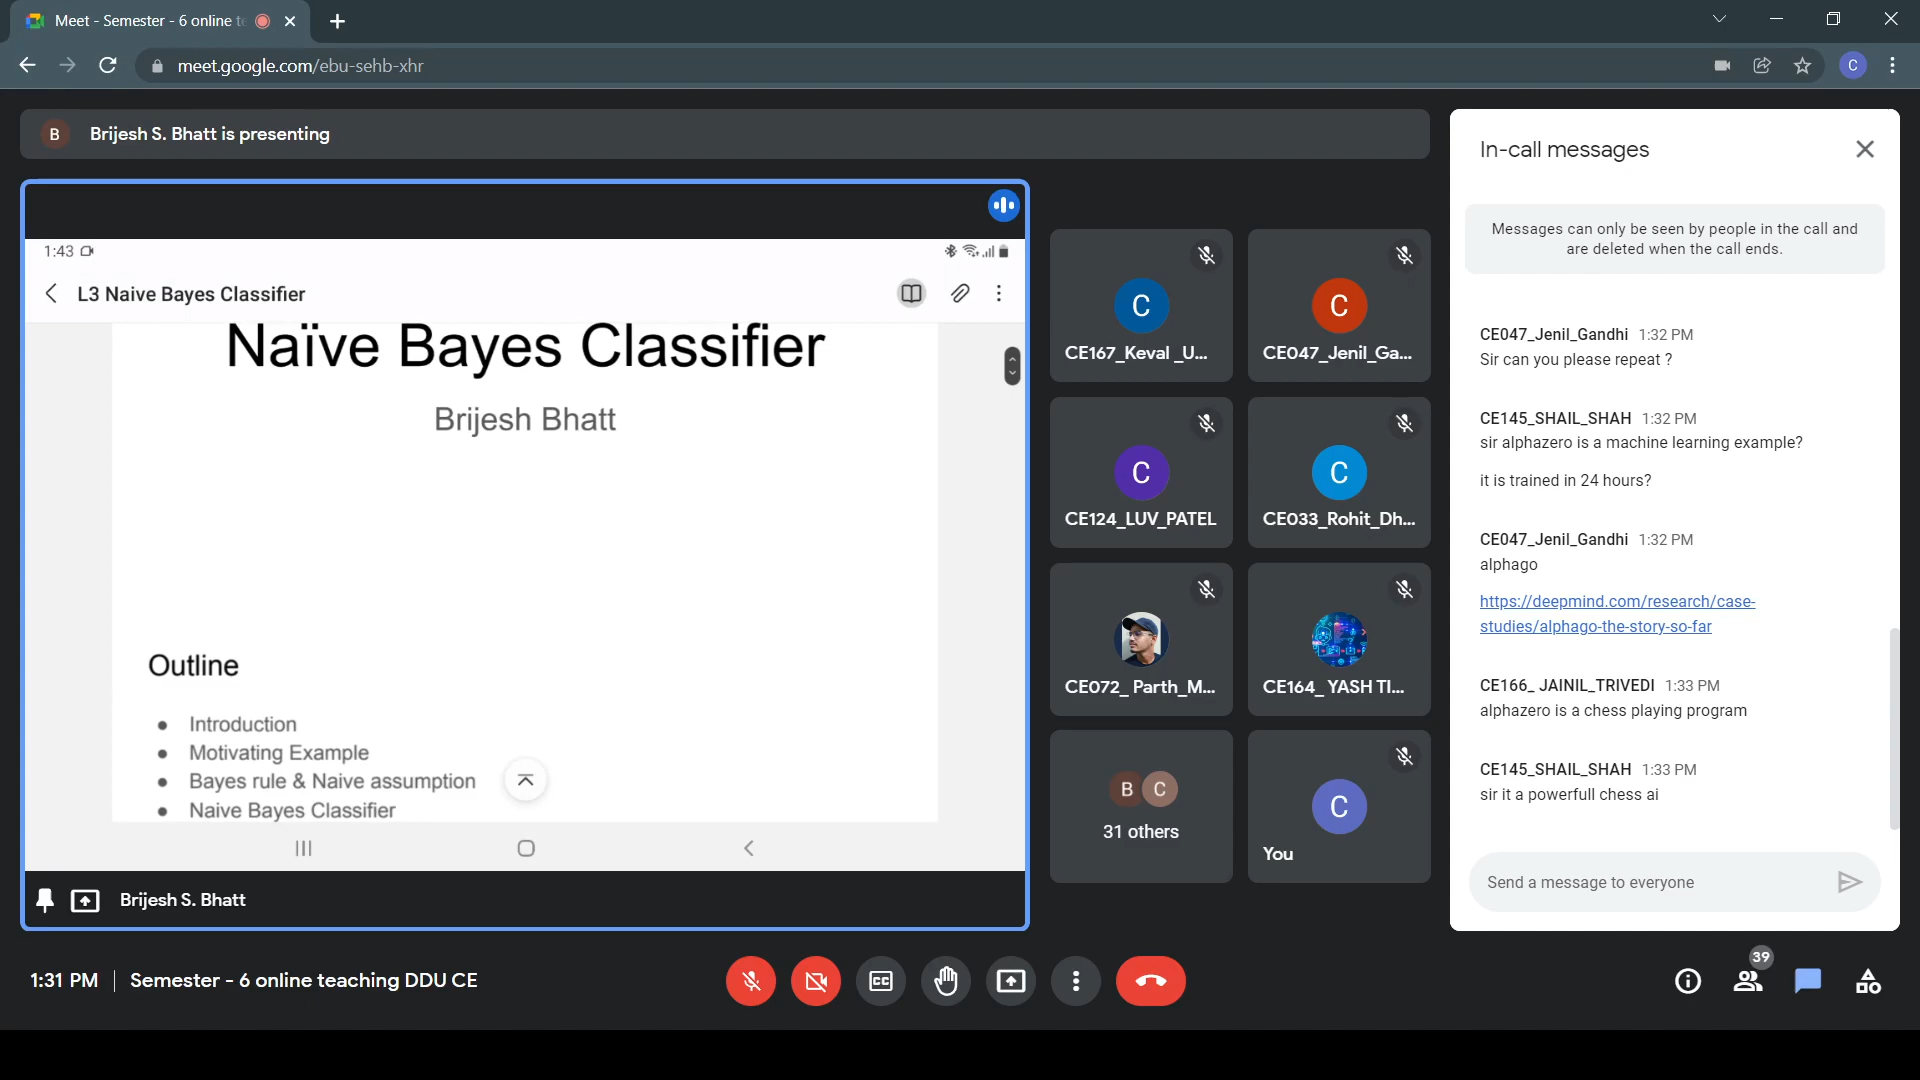 Meet - Semester - 6 online te
meet.google.com/ebu-sehb-xhr
C
B
Brijesh S. Bhatt is presenting
1:43
L3 Naive Bayes Classifier
Naïve Bayes Classifier
Brijesh Bhatt
Outline
● Introduction
● Motivating Example
● Bayes rule & Naive assumption
● Naive Bayes Classifier
Brijesh S. Bhatt
C
CE167_Keval _U...
C
CE047_Jenil_Ga...
C
CE124_LUV_PATEL
C
CE033_Rohit_Dh...
CE072_ Parth_M...
CE164_ YASH TI...
B C
31 others
C
You
In-call messages
Messages can only be seen by people in the call and
are deleted when the call ends.
CE047_Jenil_Gandhi 1:32 PM
Sir can you please repeat ?
CE145_SHAIL_SHAH 1:32 PM
sir alphazero is a machine learning example?
it is trained in 24 hours?
CE047_Jenil_Gandhi 1:32 PM
alphago
https://deepmind.com/research/case-
studies/alphago-the-story-so-far
CE166_ JAINIL_TRIVEDI 1:33 PM
alphazero is a chess playing program
CE145_SHAIL_SHAH 1:33 PM
sir it a powerfull chess ai
Send a message to everyone
1:31 PM | Semester - 6 online teaching DDU CE
CC
39